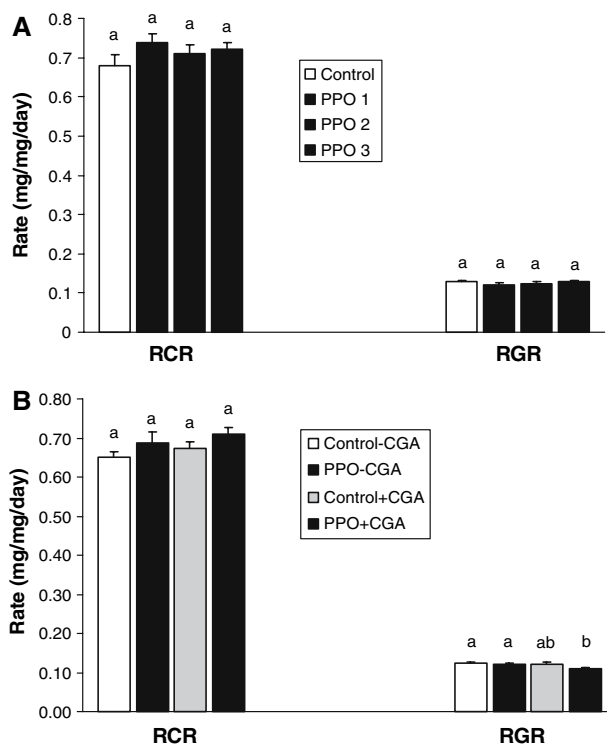 A
0.8
0.7
0.6
0.5
0.4
0.3
0.2
0.1
0
Rate (mg/mg/day)
a a a a
a a a a
Control
PPO 1
PPO 2
PPO 3
RCR RGR
B
0.80
0.70
0.60
0.50
0.40
0.30
0.20
0.10
0.00
Rate (mg/mg/day)
a a a a
a a ab b
Control-CGA
PPO-CGA
Control+CGA
PPO+CGA
RCR RGR